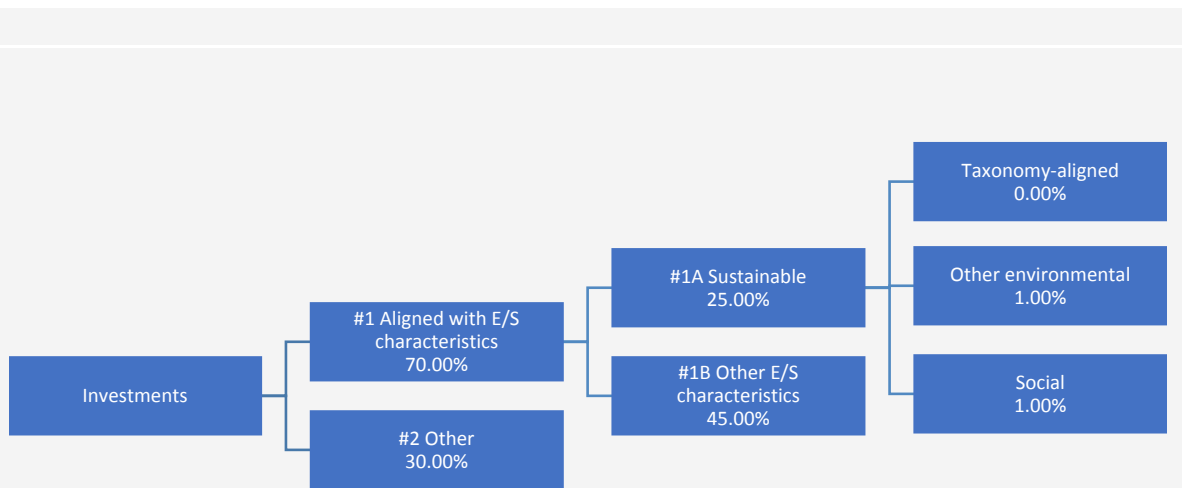 Investments
#1 Aligned with E/S
characteristics
70.00%
#2 Other
30.00%
#1A Sustainable
25.00%
#1B Other E/S
characteristics
45.00%
Taxonomy-aligned
0.00%
Other environmental
1.00%
Social
1.00%